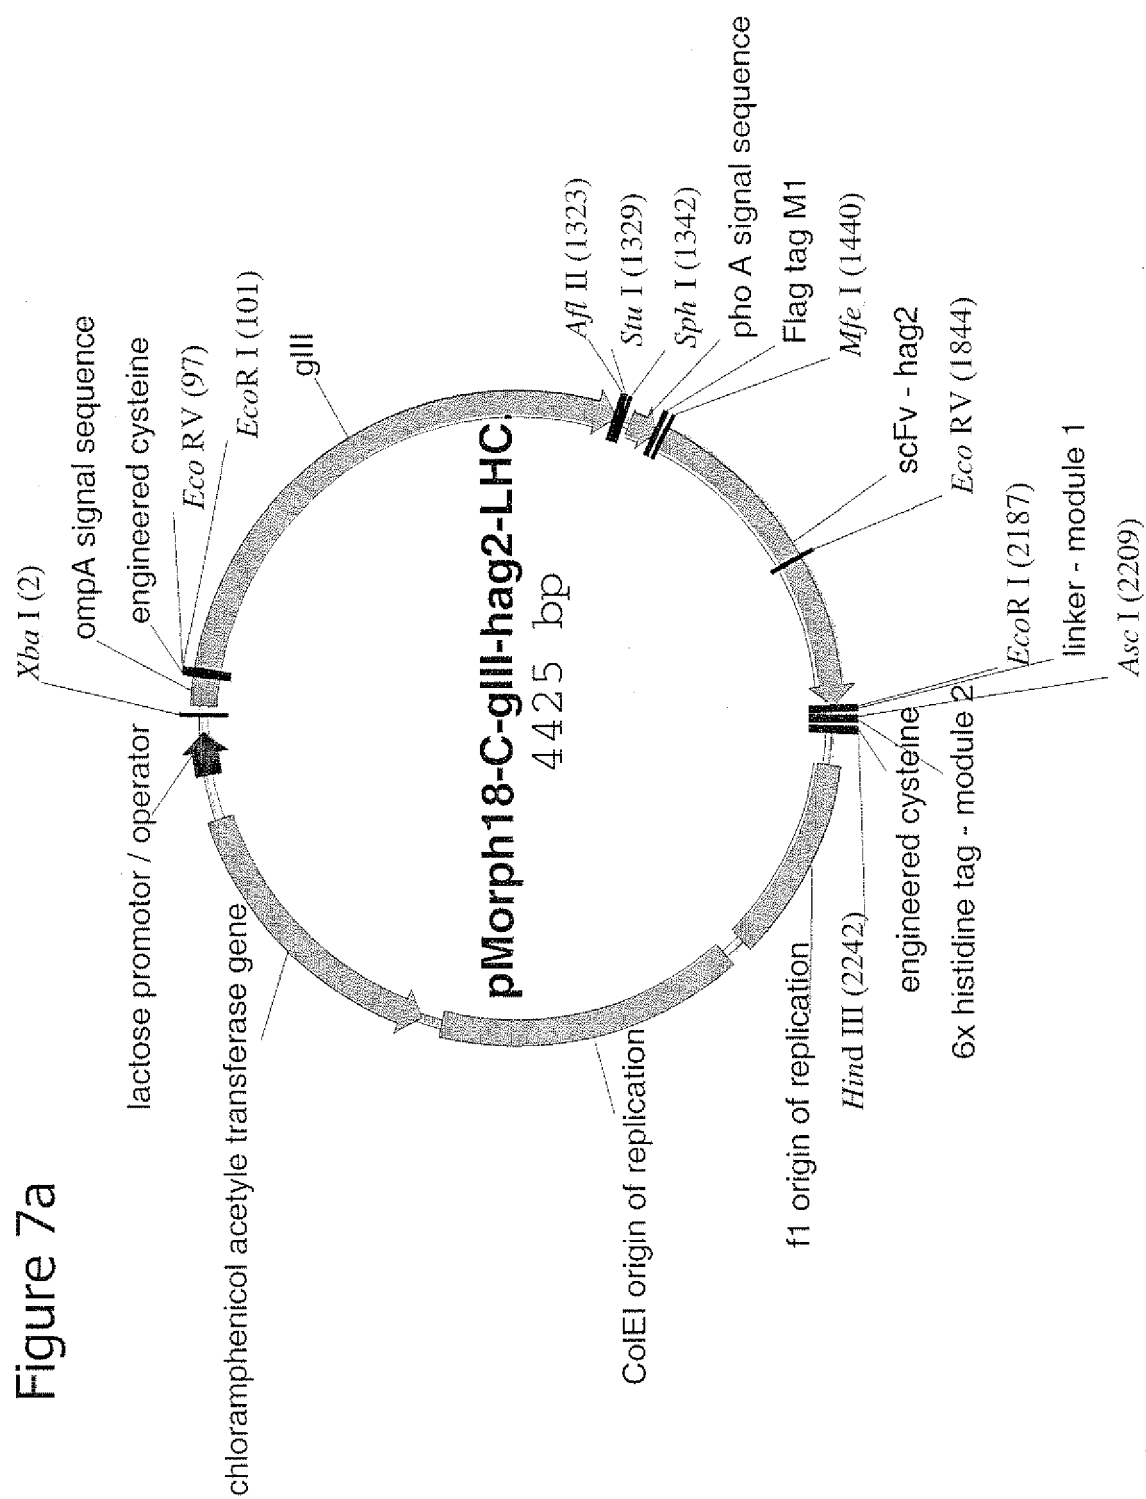 Figure 7a
Xba I (2)
ompA signal sequence
engineered cysteine
Eco RV (97)
EcoR I (101)
gIII
Afl II (1323)
Stu I (1329)
Sph I (1342)
pho A signal sequence
Flag tag M1
Mfe I (1440)
scFv - hag2
Eco RV (1844)
EcoR I (2187)
linker - module 1
Asc I (2209)
lactose promotor / operator
chloramphenicol acetyle transferase gene
pMorph18-C-gIII-hag2-LHC
4425 bp
ColEI origin of replication
f1 origin of replication
Hind III (2242)
engineered cysteine
6x histidine tag - module 2